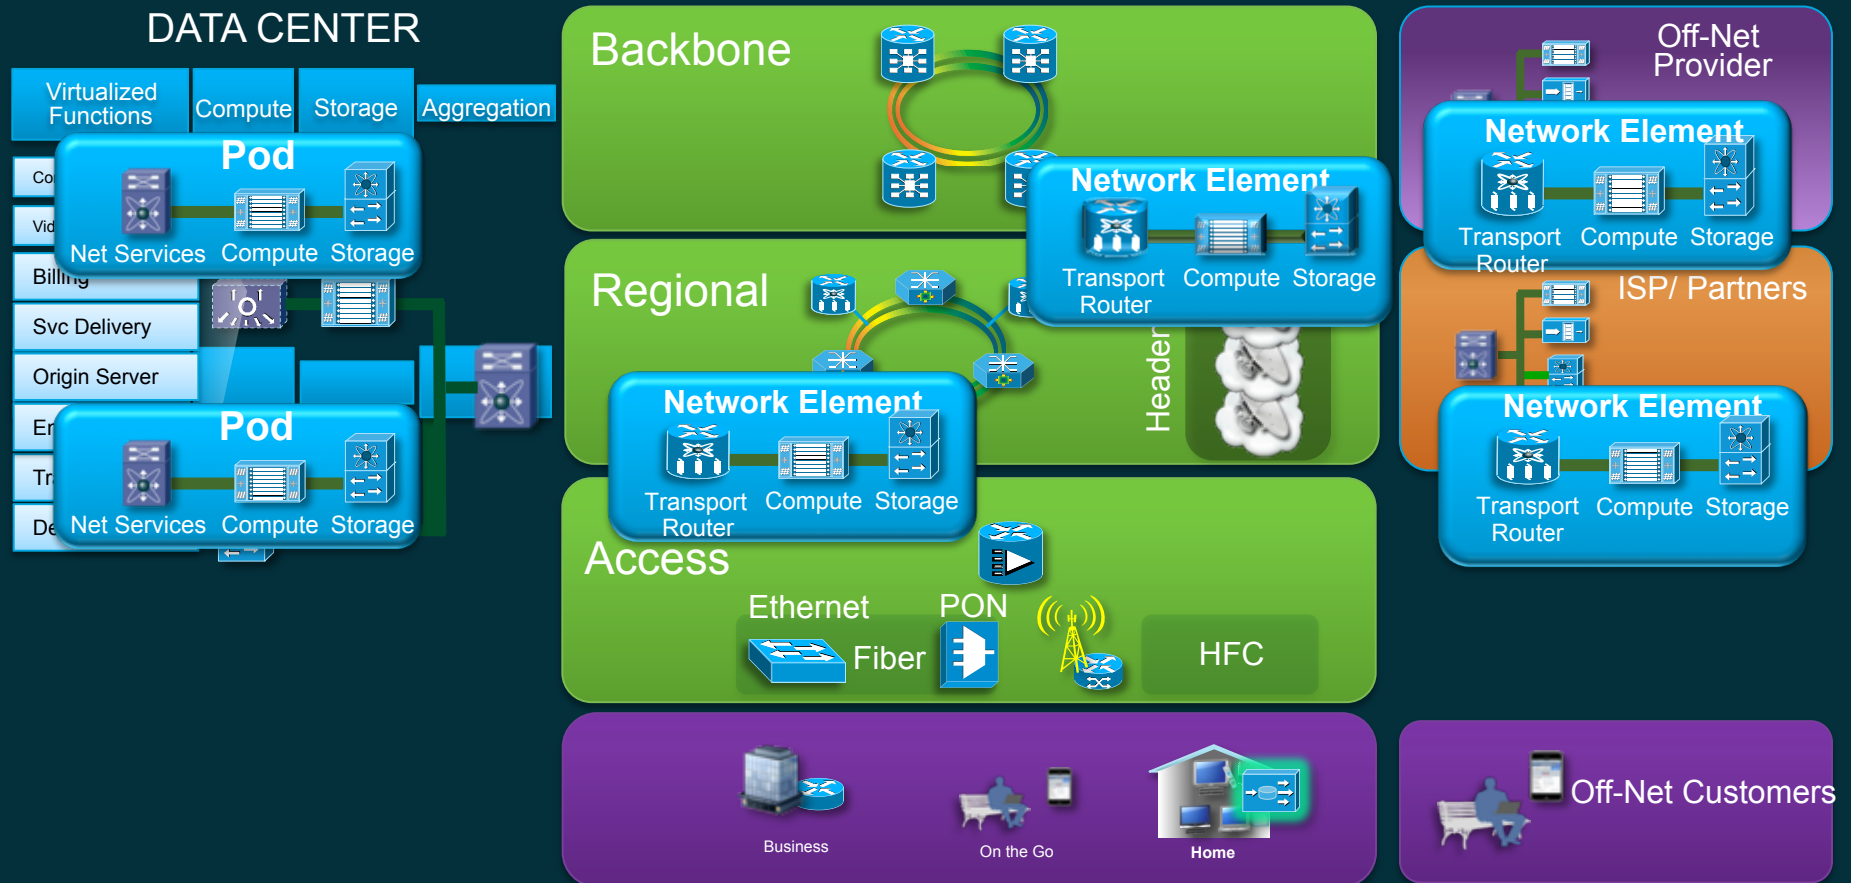 DATA CENTER
Virtualized
Functions
Compute
Storage
Aggregation
Pod
Net Services
Compute
Storage
Billing
Svc Delivery
Origin Server
Pod
Net Services
Compute
Storage
Backbone
Network Element
Transport
Router
Compute
Storage
Regional
Header
Network Element
Transport
Router
Compute
Storage
Access
Ethernet
Fiber
PON
HFC
Business
On the Go
Home
Off-Net
Provider
Network Element
Transport
Router
Compute
Storage
ISP/ Partners
Network Element
Transport
Router
Compute
Storage
Off-Net Customers